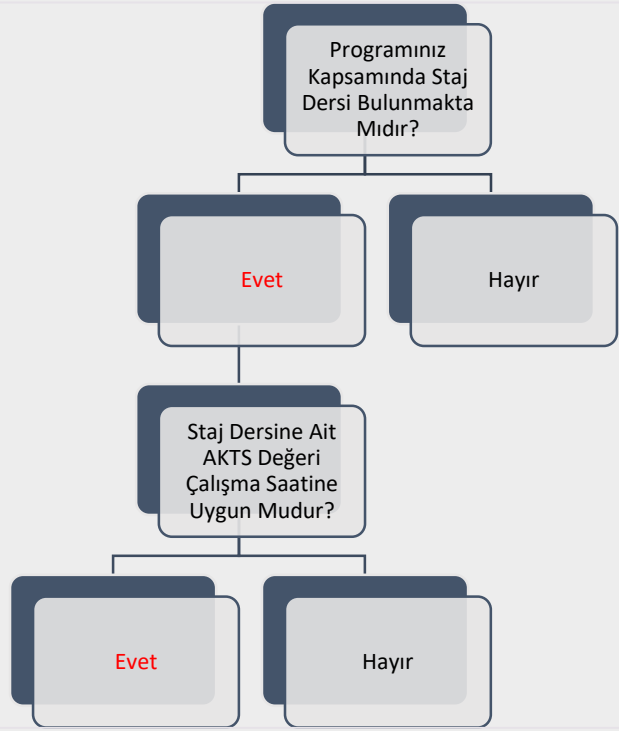 Programınız
Kapsamında Staj
Dersi Bulunmakta
Mıdır?
Evet
Hayır
Staj Dersine Ait
AKTS Değeri
Çalışma Saatine
Uygun Mudur?
Evet
Hayır